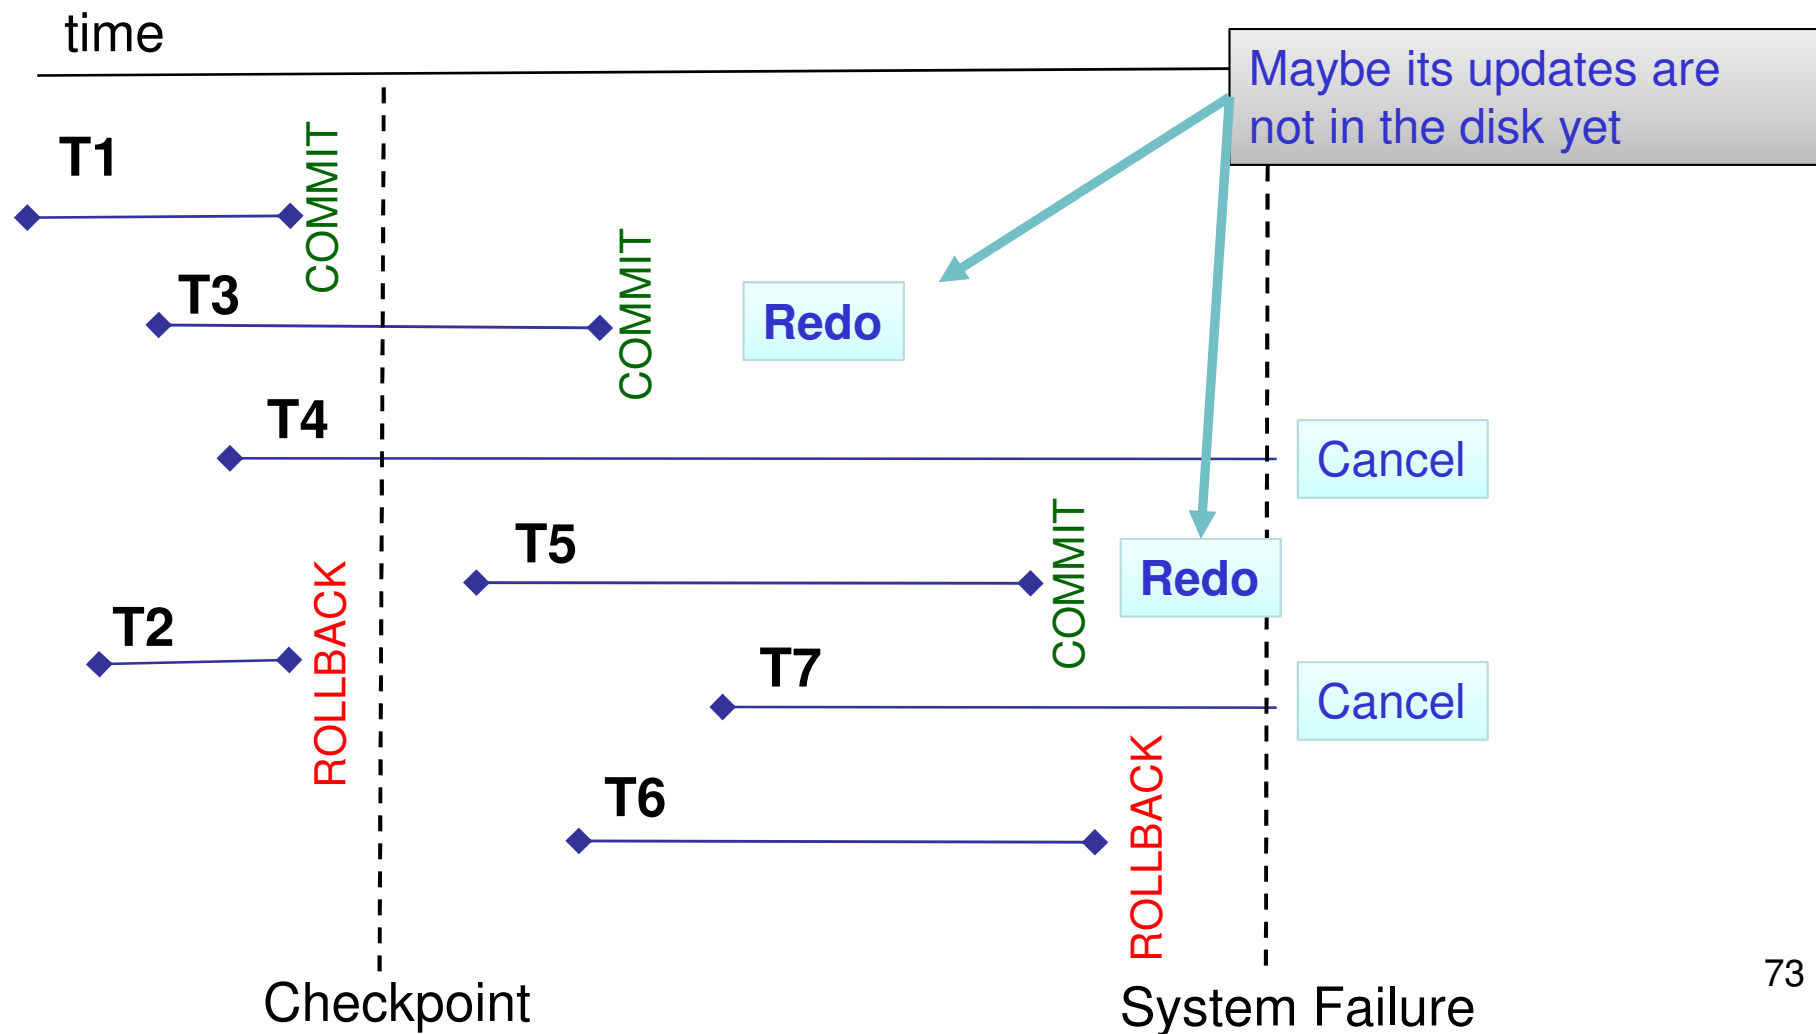 time
Maybe its updates are
not in the disk yet
T1
COMMIT
T3
COMMIT
Redo
T4
Cancel
T5
COMMIT
Redo
T2
ROLLBACK
T7
Cancel
T6
ROLLBACK
Checkpoint
System Failure
73